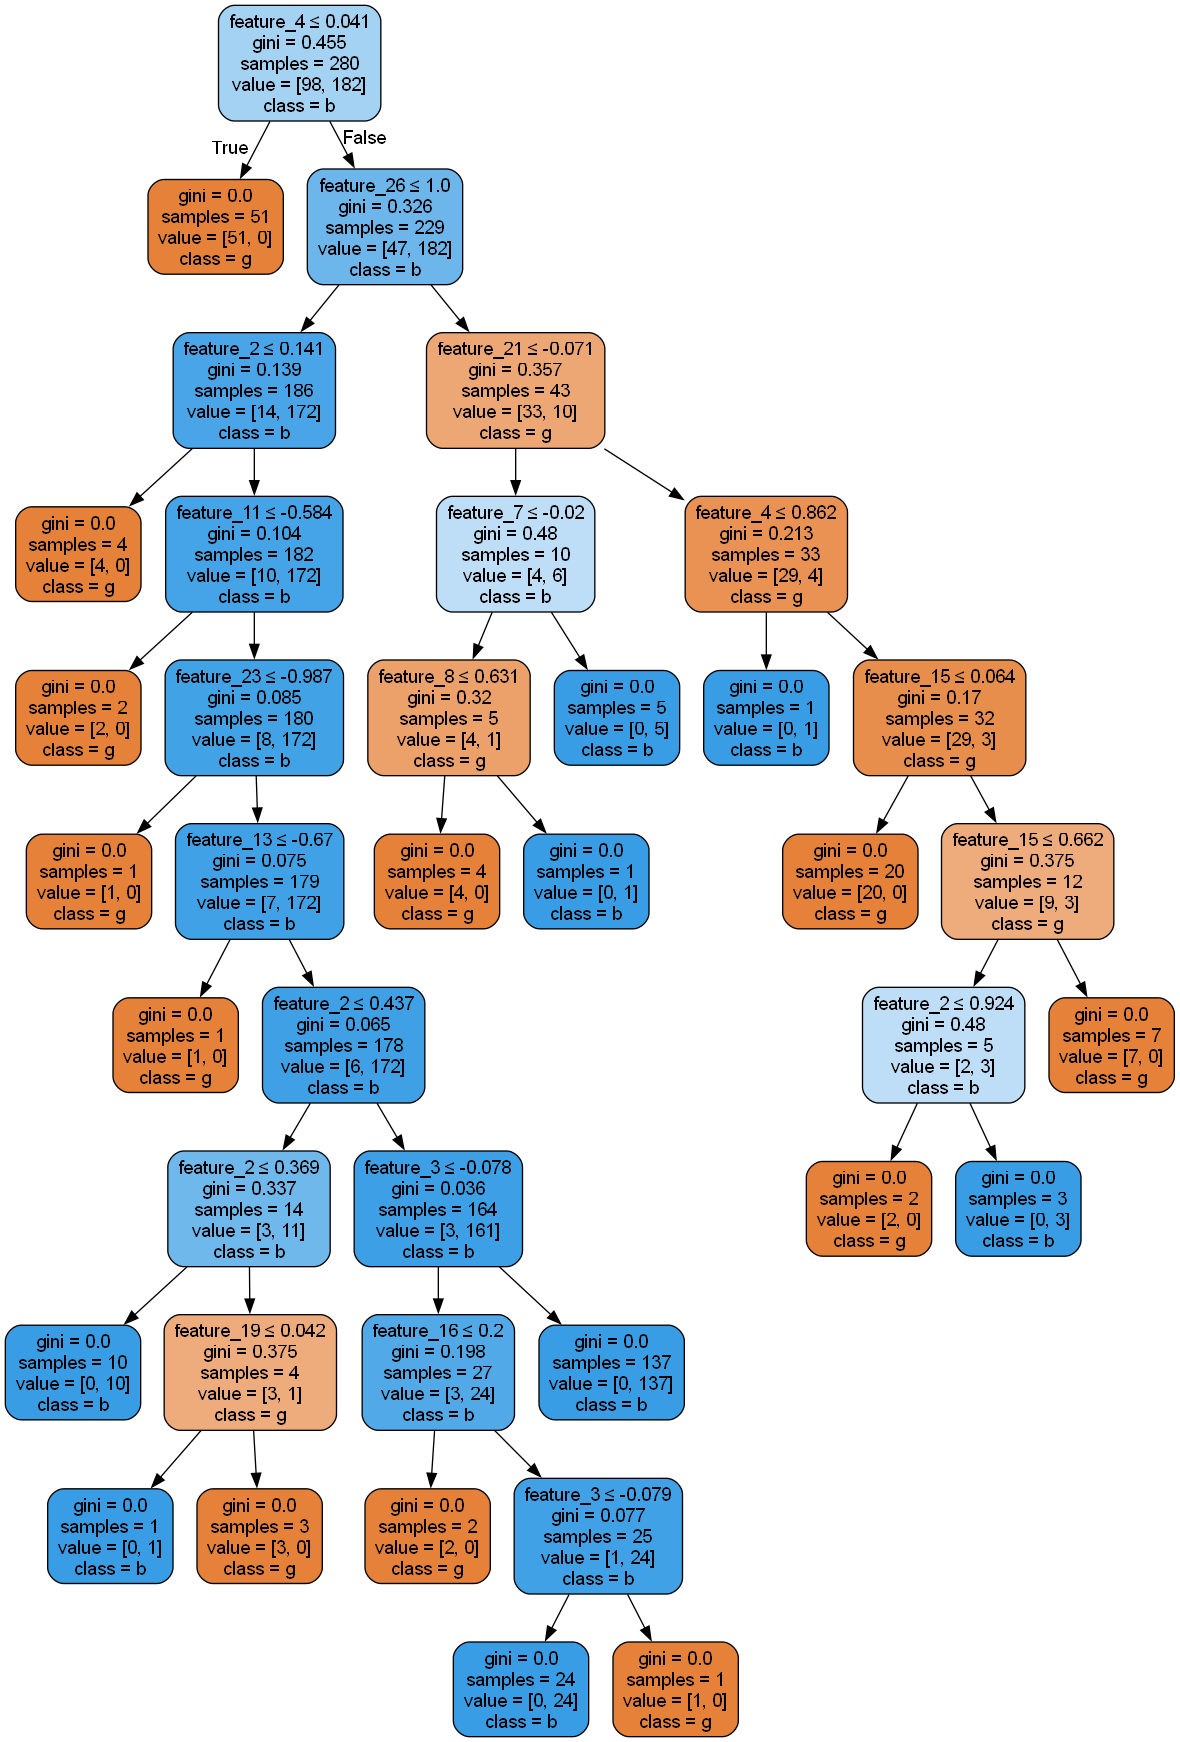 feature_4 ≤ 0.041
gini = 0.455
samples = 280
value = [98, 182]
class = b
True
False
gini = 0.0
samples = 51
value = [51, 0]
class = g
feature_26 ≤ 1.0
gini = 0.326
samples = 229
value = [47, 182]
class = b
feature_2 ≤ 0.141
gini = 0.139
samples = 186
value = [14, 172]
class = b
feature_21 ≤ -0.071
gini = 0.357
samples = 43
value = [33, 10]
class = g
gini = 0.0
samples = 4
value = [4, 0]
class = g
feature_11 ≤ -0.584
gini = 0.104
samples = 182
value = [10, 172]
class = b
feature_7 ≤ -0.02
gini = 0.48
samples = 10
value = [4, 6]
class = b
feature_4 ≤ 0.862
gini = 0.213
samples = 33
value = [29, 4]
class = g
gini = 0.0
samples = 2
value = [2, 0]
class = g
feature_23 ≤ -0.987
gini = 0.085
samples = 180
value = [8, 172]
class = b
feature_8 ≤ 0.631
gini = 0.32
samples = 5
value = [4, 1]
class = g
gini = 0.0
samples = 5
value = [0, 5]
class = b
gini = 0.0
samples = 1
value = [0, 1]
class = b
feature_15 ≤ 0.064
gini = 0.17
samples = 32
value = [29, 3]
class = g
gini = 0.0
samples = 1
value = [1, 0]
class = g
feature_13 ≤ -0.67
gini = 0.075
samples = 179
value = [7, 172]
class = b
gini = 0.0
samples = 4
value = [4, 0]
class = g
gini = 0.0
samples = 1
value = [0, 1]
class = b
gini = 0.0
samples = 20
value = [20, 0]
class = g
feature_15 ≤ 0.662
gini = 0.375
samples = 12
value = [9, 3]
class = g
gini = 0.0
samples = 1
value = [1, 0]
class = g
feature_2 ≤ 0.437
gini = 0.065
samples = 178
value = [6, 172]
class = b
feature_2 ≤ 0.924
gini = 0.48
samples = 5
value = [2, 3]
class = b
gini = 0.0
samples = 7
value = [7, 0]
class = g
feature_2 ≤ 0.369
gini = 0.337
samples = 14
value = [3, 11]
class = b
feature_3 ≤ -0.078
gini = 0.036
samples = 164
value = [3, 161]
class = b
gini = 0.0
samples = 2
value = [2, 0]
class = g
gini = 0.0
samples = 3
value = [0, 3]
class = b
gini = 0.0
samples = 10
value = [0, 10]
class = b
feature_19 ≤ 0.042
gini = 0.375
samples = 4
value = [3, 1]
class = g
feature_16 ≤ 0.2
gini = 0.198
samples = 27
value = [3, 24]
class = b
gini = 0.0
samples = 137
value = [0, 137]
class = b
gini = 0.0
samples = 1
value = [0, 1]
class = b
gini = 0.0
samples = 3
value = [3, 0]
class = g
gini = 0.0
samples = 2
value = [2, 0]
class = g
feature_3 ≤ -0.079
gini = 0.077
samples = 25
value = [1, 24]
class = b
gini = 0.0
samples = 24
value = [0, 24]
class = b
gini = 0.0
samples = 1
value = [1, 0]
class = g